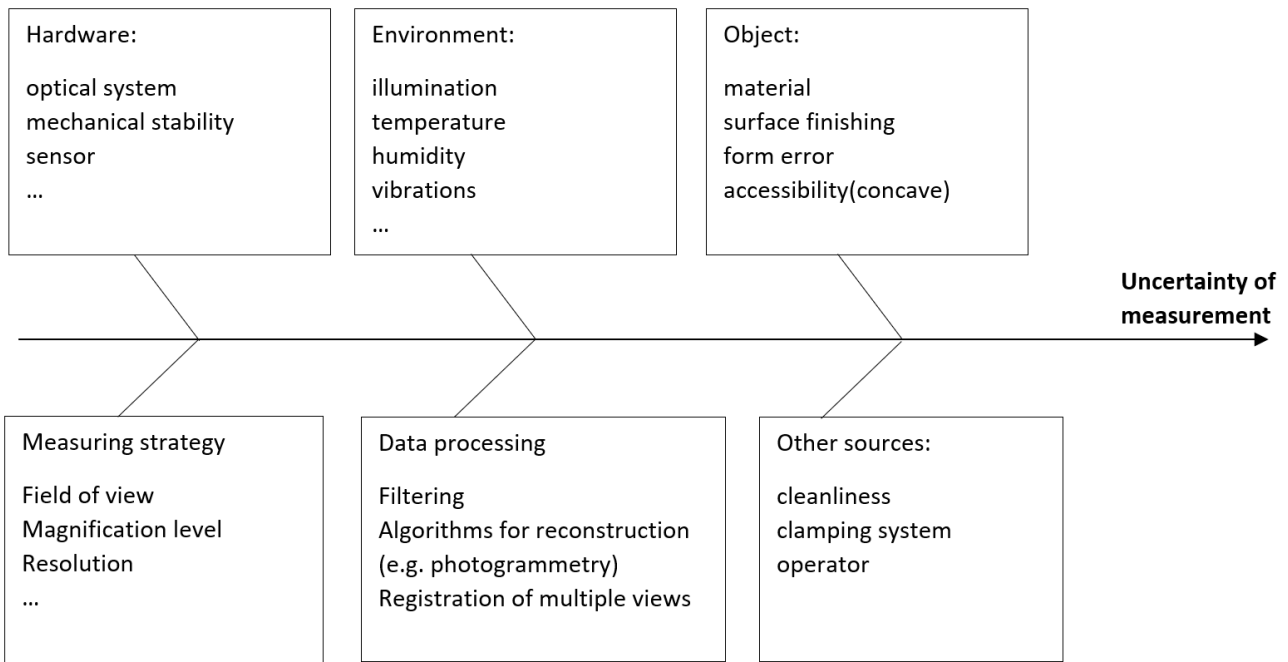 Hardware:
optical system
mechanical stability
sensor
...
Environment:
illumination
temperature
humidity
vibrations
...
Object:
material
surface finishing
form error
accessibility(concave)
Uncertainty of
measurement
Measuring strategy
Field of view
Magnification level
Resolution
...
Data processing
Filtering
Algorithms for reconstruction
(e.g. photogrammetry)
Registration of multiple views
Other sources:
cleanliness
clamping system
operator